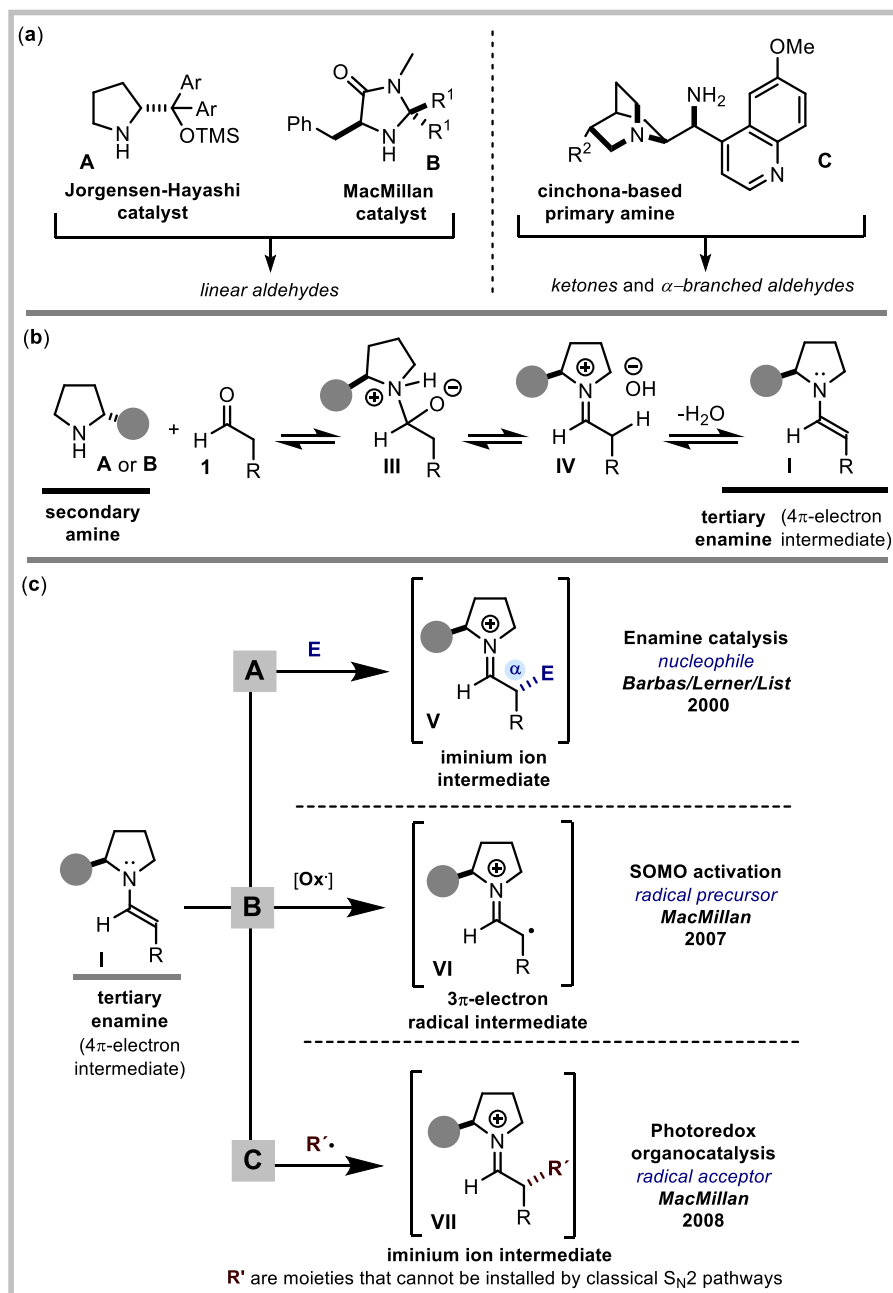 (a)
Ar
Ar
N
H
OTMS
A
Jorgensen-Hayashi
catalyst
O
N
R1
R1
Ph
N
H
B
MacMillan
catalyst
OMe
NH2
N
R2
N
C
cinchona-based
primary amine
linear aldehydes
ketones and α–branched aldehydes
(b)
N
H
A or B
secondary
amine
+
O
H
R
1
N
H
⊕
O
⊖
H
R
III
⊕
N
⊖
OH
H
H
R
IV
-H2O
N
H
R
I
tertiary
enamine
(4π-electron
intermediate)
(c)
N
H
R
I
tertiary
enamine
(4π-electron
intermediate)
A
E
⊕
N
α
E
H
R
V
iminium ion
intermediate
Enamine catalysis
nucleophile
Barbas/Lerner/List
2000
B
[Ox·]
⊕
N
H
R
VI
3π-electron
radical intermediate
SOMO activation
radical precursor
MacMillan
2007
C
R´·
⊕
N
R´
H
R
VII
iminium ion intermediate
Photoredox
organocatalysis
radical acceptor
MacMillan
2008
R' are moieties that cannot be installed by classical SN2 pathways